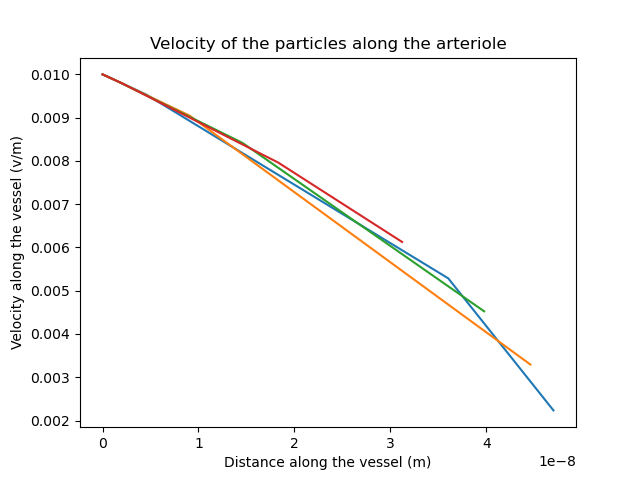 Velocity of the particles along the arteriole
0.010
0.009
0.008
0.007
0.006
0.005
0.004
0.003
0.002
Velocity along the vessel (v/m)
0 1 2 3 4
1e−8
Distance along the vessel (m)